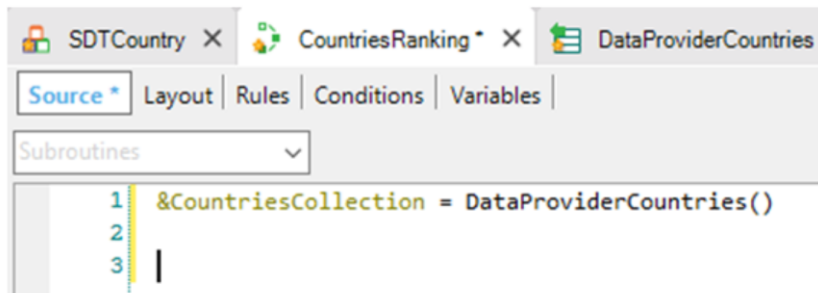 SDTCountry CountriesRanking * DataProviderCountries
Source * Layout Rules Conditions Variables
Subroutines
1 &CountriesCollection = DataProviderCountries()
2
3